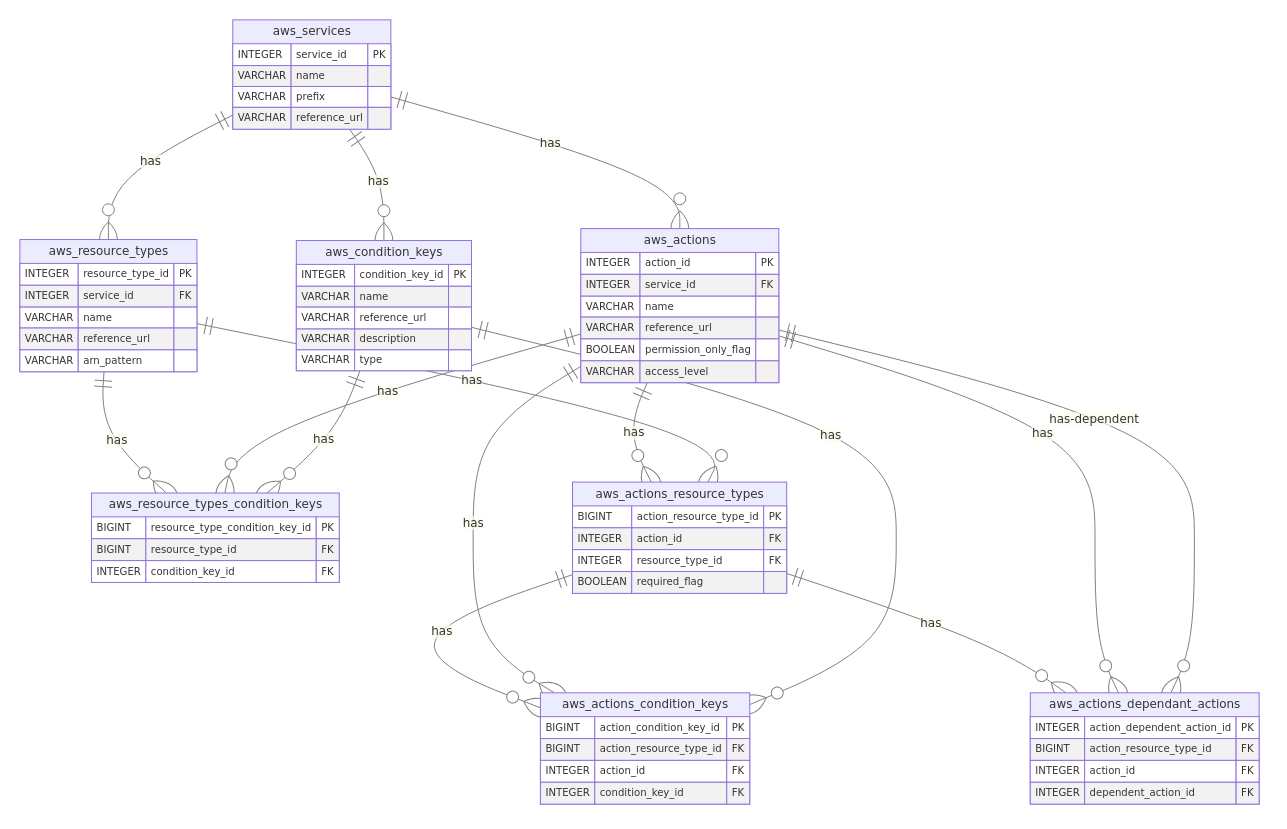 aws_services
INTEGER service_id PK
VARCHAR name
VARCHAR prefix
VARCHAR reference_url
has
has
has
aws_resource_types
INTEGER resource_type_id PK
INTEGER service_id FK
VARCHAR name
VARCHAR reference_url
VARCHAR arn_pattern
aws_condition_keys
INTEGER condition_key_id PK
VARCHAR name
VARCHAR reference_url
VARCHAR description
VARCHAR type
aws_actions
INTEGER action_id PK
INTEGER service_id FK
VARCHAR name
VARCHAR reference_url
BOOLEAN permission_only_flag
VARCHAR access_level
has
has
has
has
has
has
has
has-dependent
has
aws_resource_types_condition_keys
BIGINT resource_type_condition_key_id PK
BIGINT resource_type_id FK
INTEGER condition_key_id FK
aws_actions_resource_types
BIGINT action_resource_type_id PK
INTEGER action_id FK
INTEGER resource_type_id FK
BOOLEAN required_flag
has
has
has
aws_actions_condition_keys
BIGINT action_condition_key_id PK
BIGINT action_resource_type_id FK
INTEGER action_id FK
INTEGER condition_key_id FK
aws_actions_dependant_actions
INTEGER action_dependent_action_id PK
BIGINT action_resource_type_id FK
INTEGER action_id FK
INTEGER dependent_action_id FK